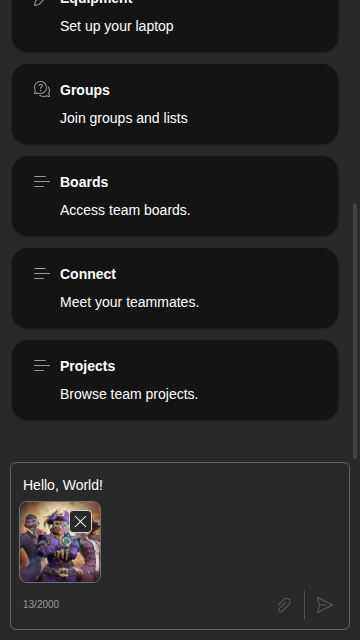 Equipment
Set up your laptop
Groups
Join groups and lists
Boards
Access team boards.
Connect
Meet your teammates.
Projects
Browse team projects.
Hello, World!
13/2000